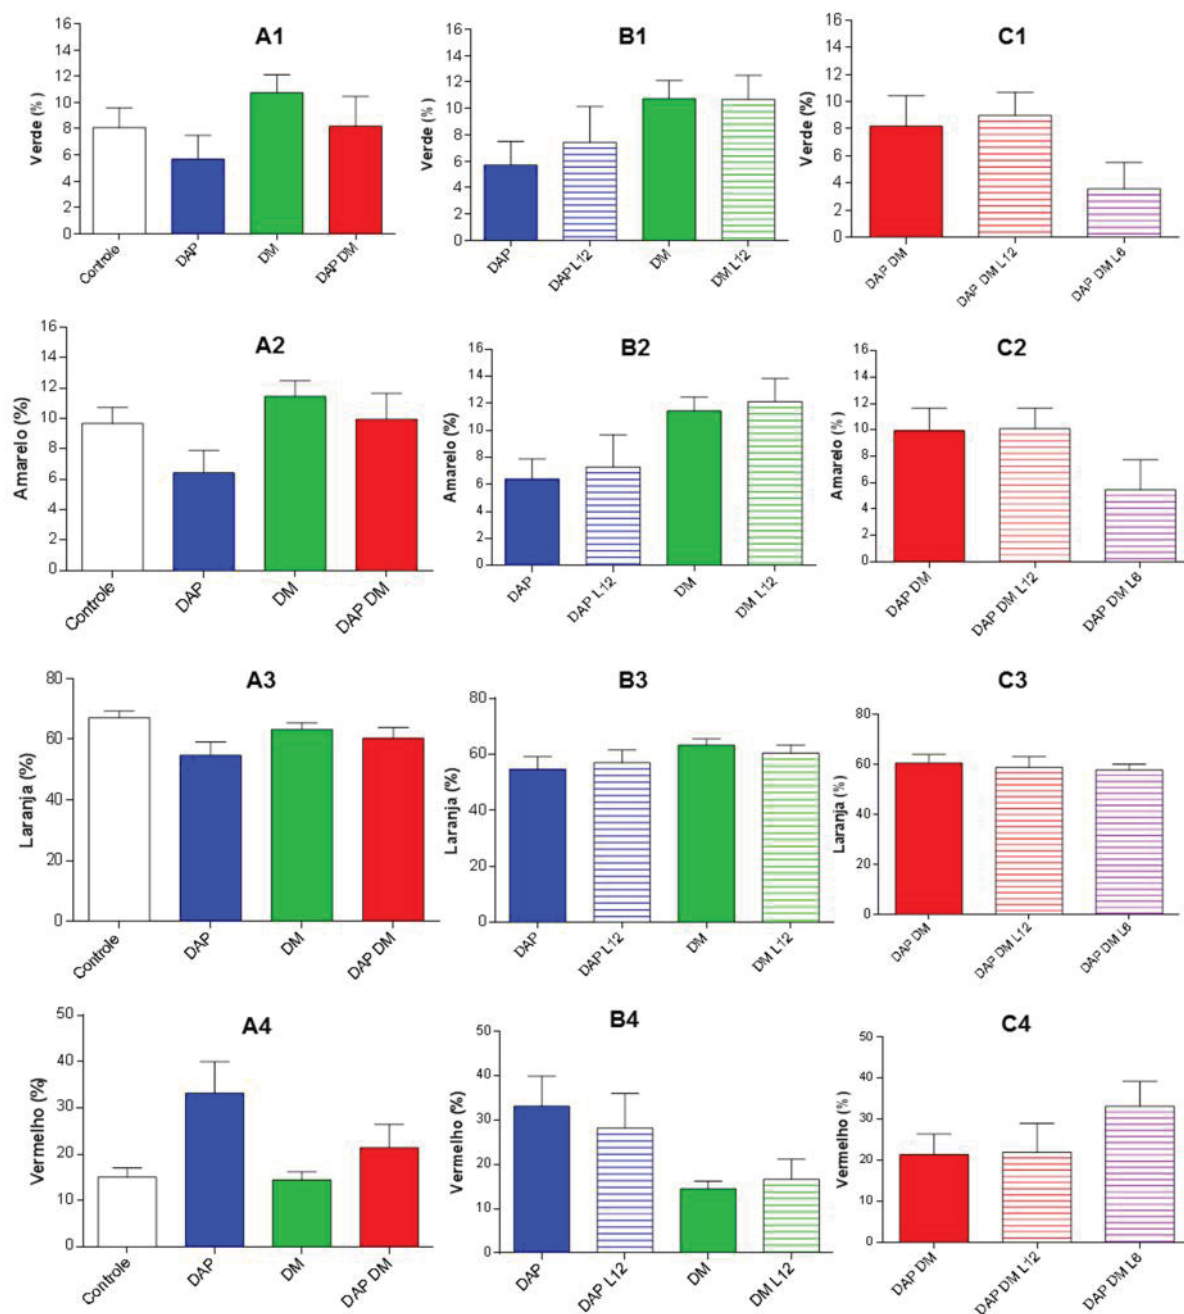 A1
Verde (%)
16
14
12
10
8
6
4
2
0
Controle
DAP
DM
DAP DM
B1
Verde (%)
16
14
12
10
8
6
4
2
0
DAP
DAP L12
DM
DM L12
C1
Verde (%)
16
14
12
10
8
6
4
2
0
DAP DM
DAP DM L12
DAP DM L6
A2
Amarelo (%)
16
14
12
10
8
6
4
2
0
Controle
DAP
DM
DAP DM
B2
Amarelo (%)
16
14
12
10
8
6
4
2
0
DAP
DAP L12
DM
DM L12
C2
Amarelo (%)
16
14
12
10
8
6
4
2
0
DAP DM
DAP DM L12
DAP DM L6
A3
Laranja (%)
80
60
40
20
0
Controle
DAP
DM
DAP DM
B3
Laranja (%)
80
60
40
20
0
DAP
DAP L12
DM
DM L12
C3
Laranja (%)
80
60
40
20
0
DAP DM
DAP DM L12
DAP DM L6
A4
Vermelho (%)
50
40
30
20
10
0
Controle
DAP
DM
DAP DM
B4
Vermelho (%)
50
40
30
20
10
0
DAP
DAP L12
DM
DM L12
C4
Vermelho (%)
50
40
30
20
10
0
DAP DM
DAP DM L12
DAP DM L6